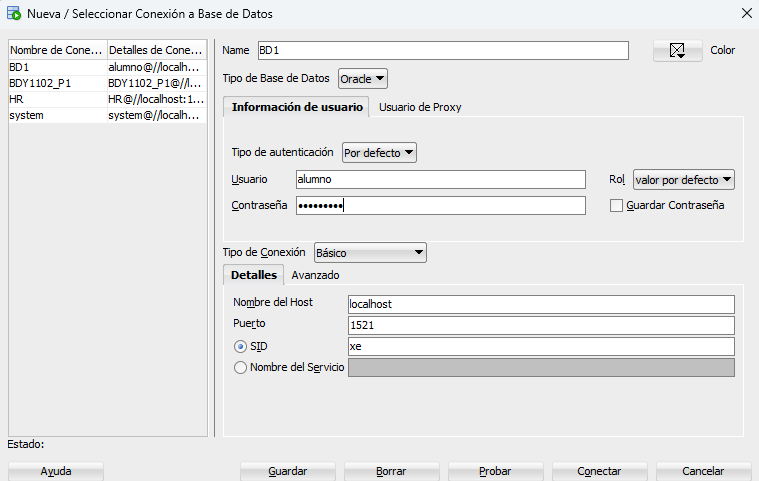 Nueva / Seleccionar Conexión a Base de Datos
Nombre de Cone... Detalles de Cone...
BD1 alumno@//localh...
BDY1102_P1 BDY1102_P1@//l...
HR HR@//localhost:1...
system system@//localh...
Name BD1 Color
Tipo de Base de Datos Oracle
Información de usuario Usuario de Proxy
Tipo de autenticación Por defecto
Usuario alumno Rol valor por defecto
Contraseña ••••••••• Guardar Contraseña
Tipo de Conexión Básico
Detalles Avanzado
Nombre del Host localhost
Puerto 1521
SID xe
Nombre del Servicio
Estado:
Ayuda Guardar Borrar Probar Conectar Cancelar